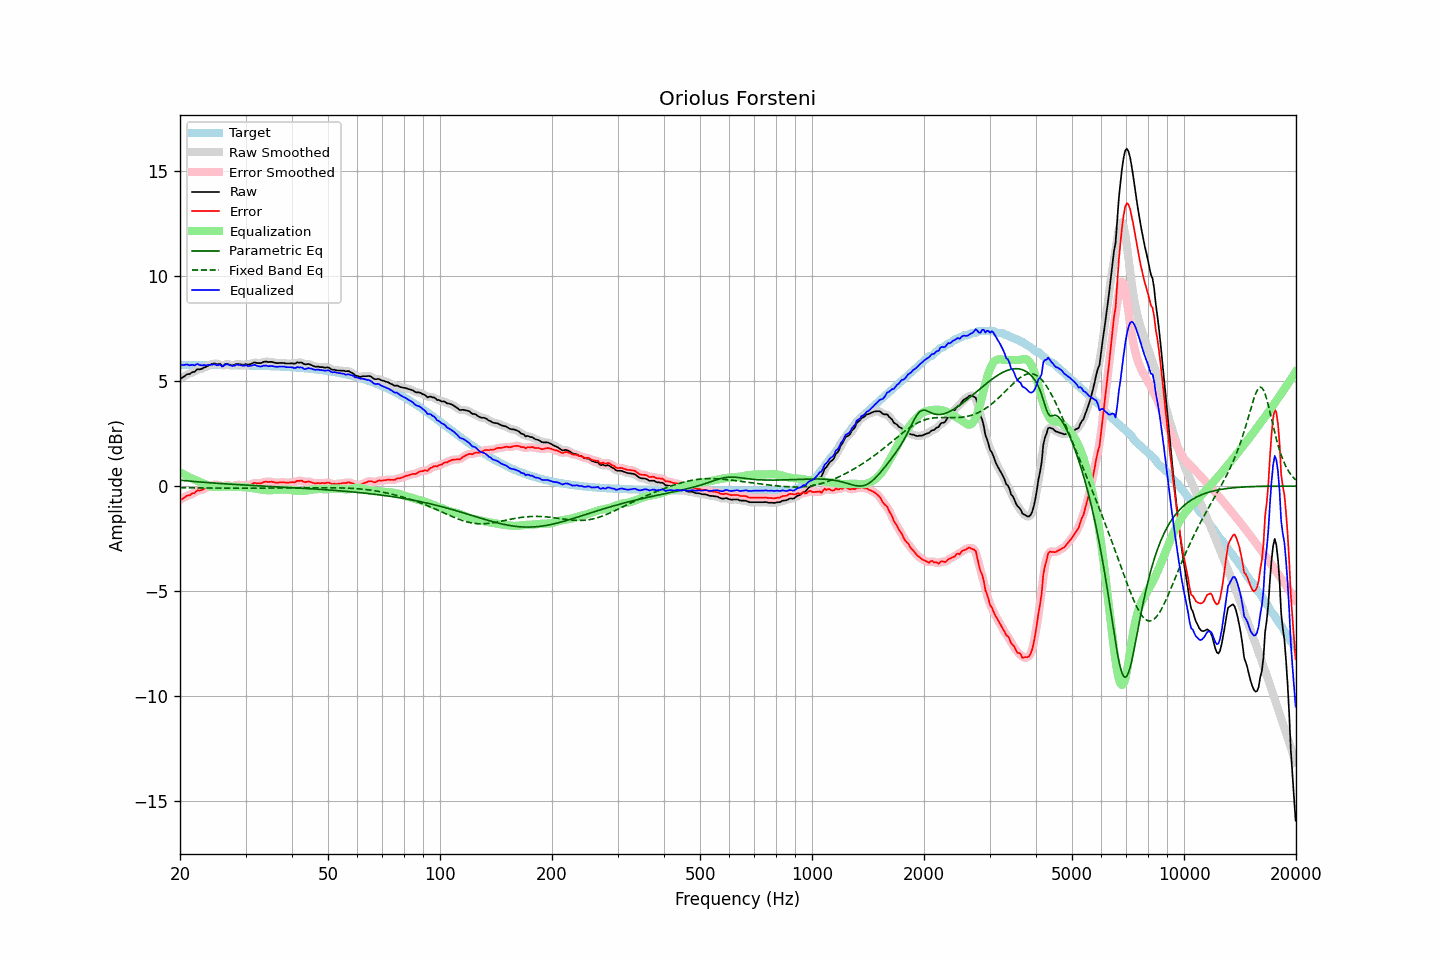 Oriolus Forsteni
Target
Raw Smoothed
Error Smoothed
Raw
Error
Equalization
Parametric Eq
Fixed Band Eq
Equalized
Amplitude (dBr)
15
10
5
0
−5
−10
−15
20
50
100
200
500
1000
2000
5000
10000
20000
Frequency (Hz)